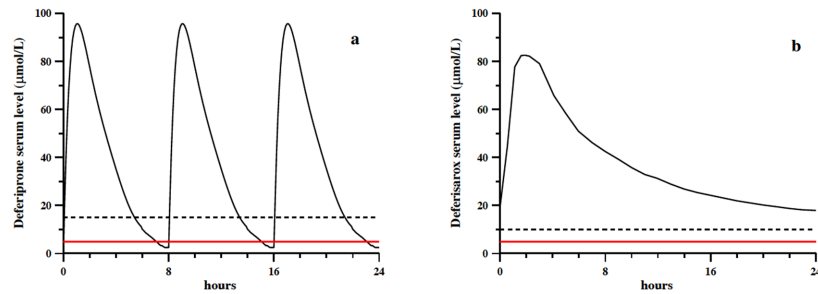 Deferiprone serum level (μmol/L)
100
80
60
40
20
0
0 8 16 24
hours
a
Deferisarox serum level (μmol/L)
100
80
60
40
20
0
0 8 16 24
hours
b